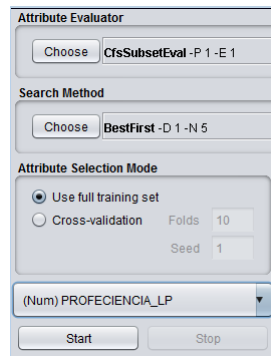 Attribute Evaluator
Choose CfsSubsetEval -P 1 -E 1
Search Method
Choose BestFirst -D 1 -N 5
Attribute Selection Mode
Use full training set
Cross-validation Folds 10
Seed 1
(Num) PROFECIENCIA_LP
Start Stop